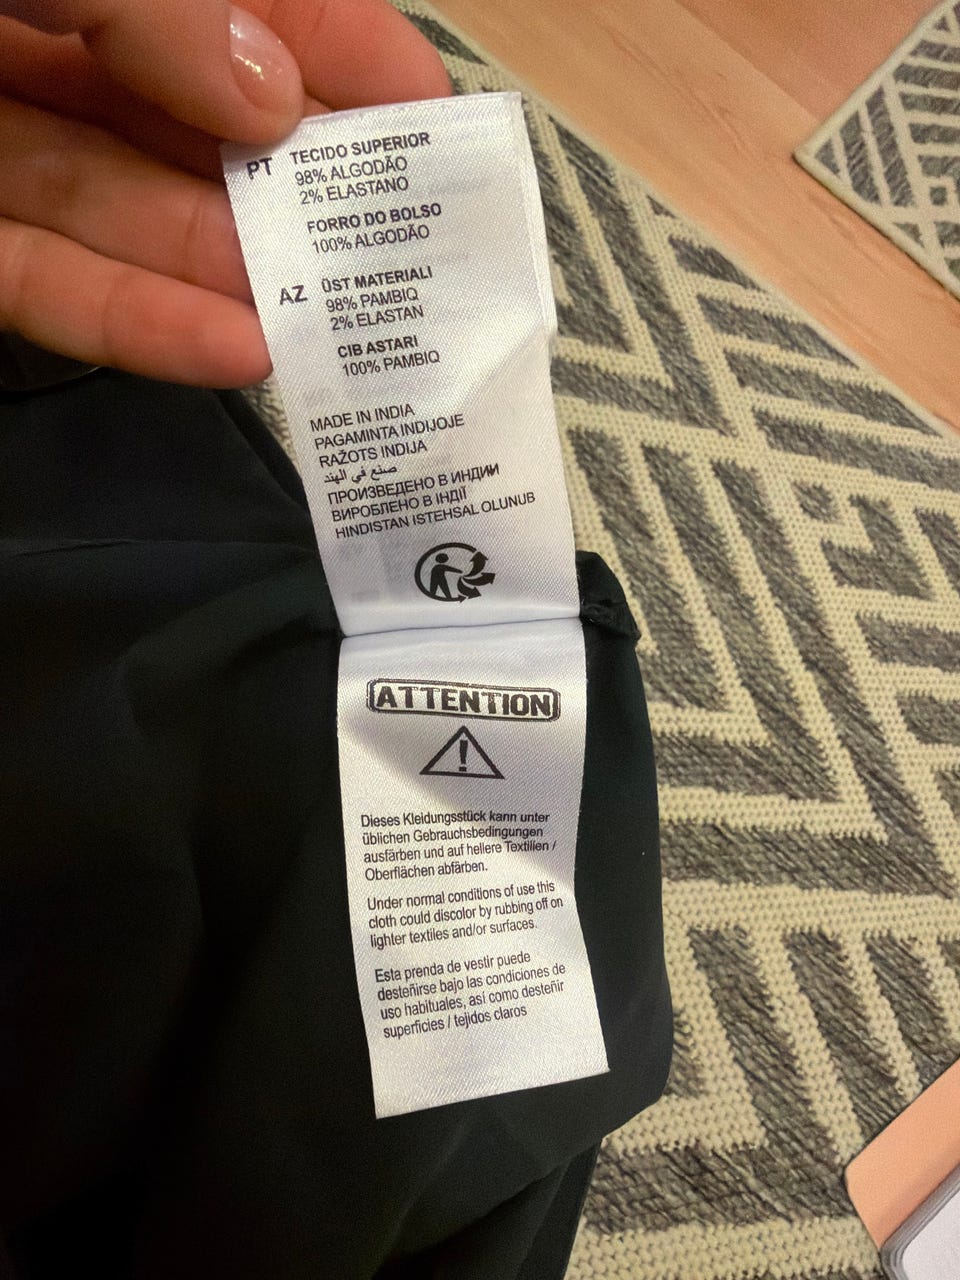 PT TECIDO SUPERIOR
98% ALGODÃO
2% ELASTANO
FORRO DO BOLSO
100% ALGODÃO
AZ ÜST MATERIALI
98% PAMBIQ
2% ELASTAN
CIB ASTARI
100% PAMBIQ
MADE IN INDIA
PAGAMINTA INDIJOJE
RAŽOTS INDIJA
صنع في الهند
ПРОИЗВЕДЕНО В ИНДИИ
ВИРОБЛЕНО В ІНДІЇ
HINDISTAN ISTEHSAL OLUNUB
ATTENTION
!
Dieses Kleidungsstück kann unter
üblichen Gebrauchsbedingungen
ausfärben und auf hellere Textilien /
Oberflächen abfärben.
Under normal conditions of use this
cloth could discolor by rubbing off on
lighter textiles and/or surfaces.
Esta prenda de vestir puede
desteñirse bajo las condiciones de
uso habituales, así como desteñir
superficies / tejidos claros